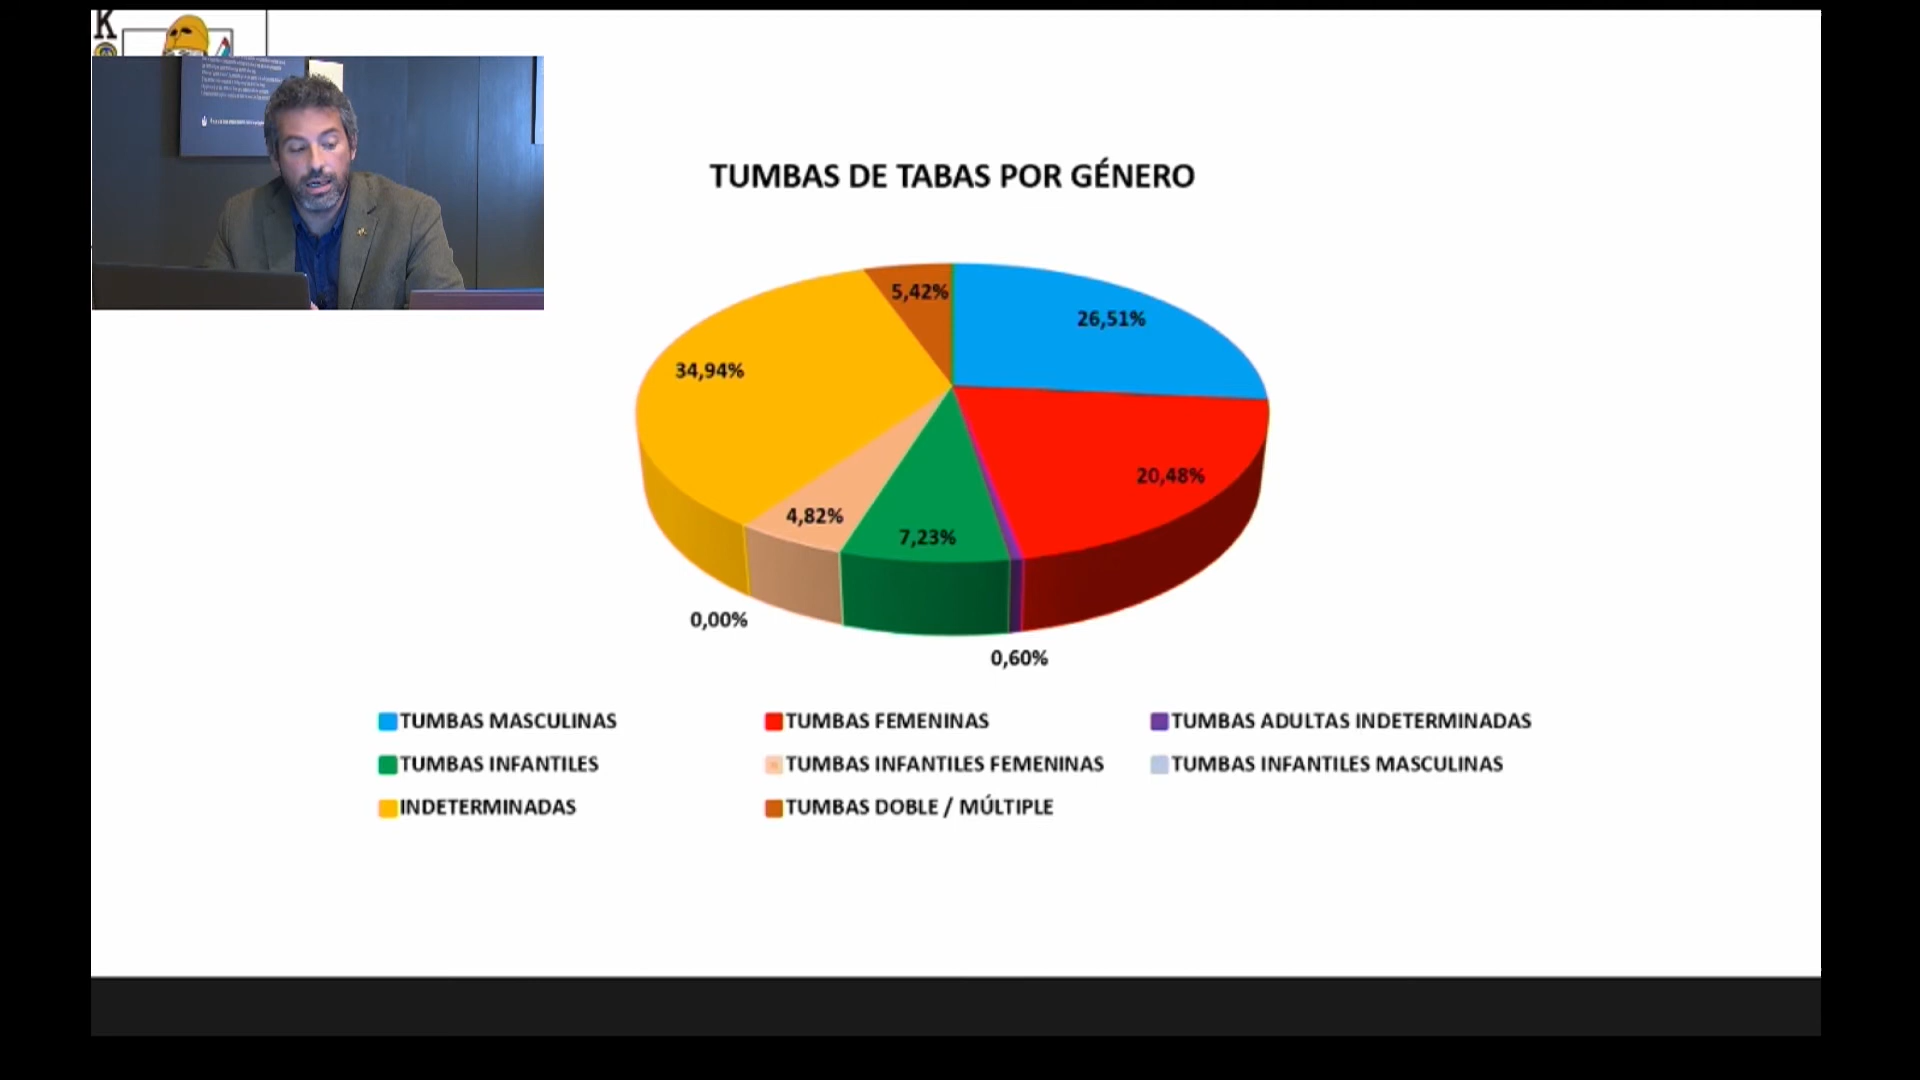 K
TUMBAS DE TABAS POR GÉNERO
5,42%
26,51%
34,94%
20,48%
4,82%
7,23%
0,00%
0,60%
TUMBAS MASCULINAS
TUMBAS FEMENINAS
TUMBAS ADULTAS INDETERMINADAS
TUMBAS INFANTILES
TUMBAS INFANTILES FEMENINAS
TUMBAS INFANTILES MASCULINAS
INDETERMINADAS
TUMBAS DOBLE / MÚLTIPLE